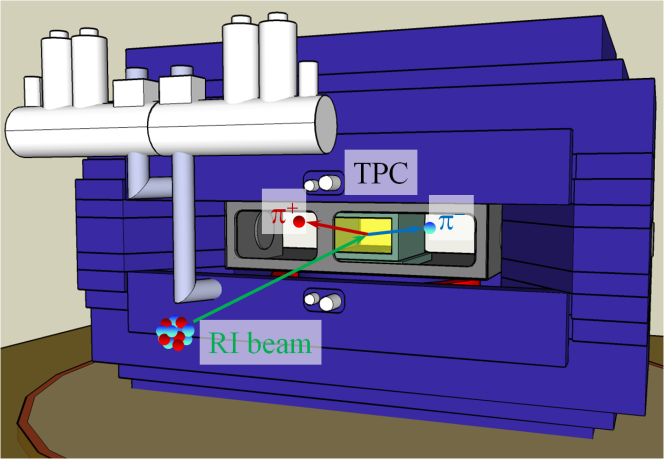 TPC
π⁺
π⁻
RI beam